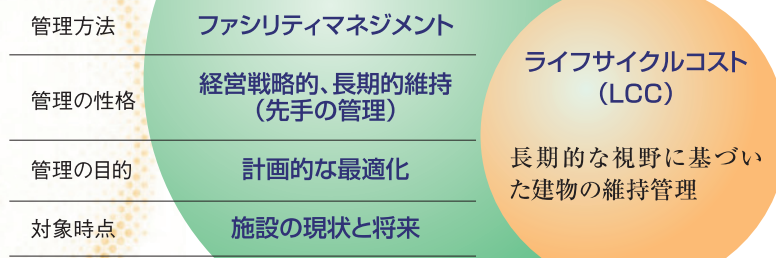 管理方法 ファシリティマネジメント
管理の性格 経営戦略的、長期的維持
（先手の管理）
管理の目的 計画的な最適化
対象時点 施設の現状と将来
ライフサイクルコスト
（LCC）
長期的な視野に基づい
た建物の維持管理